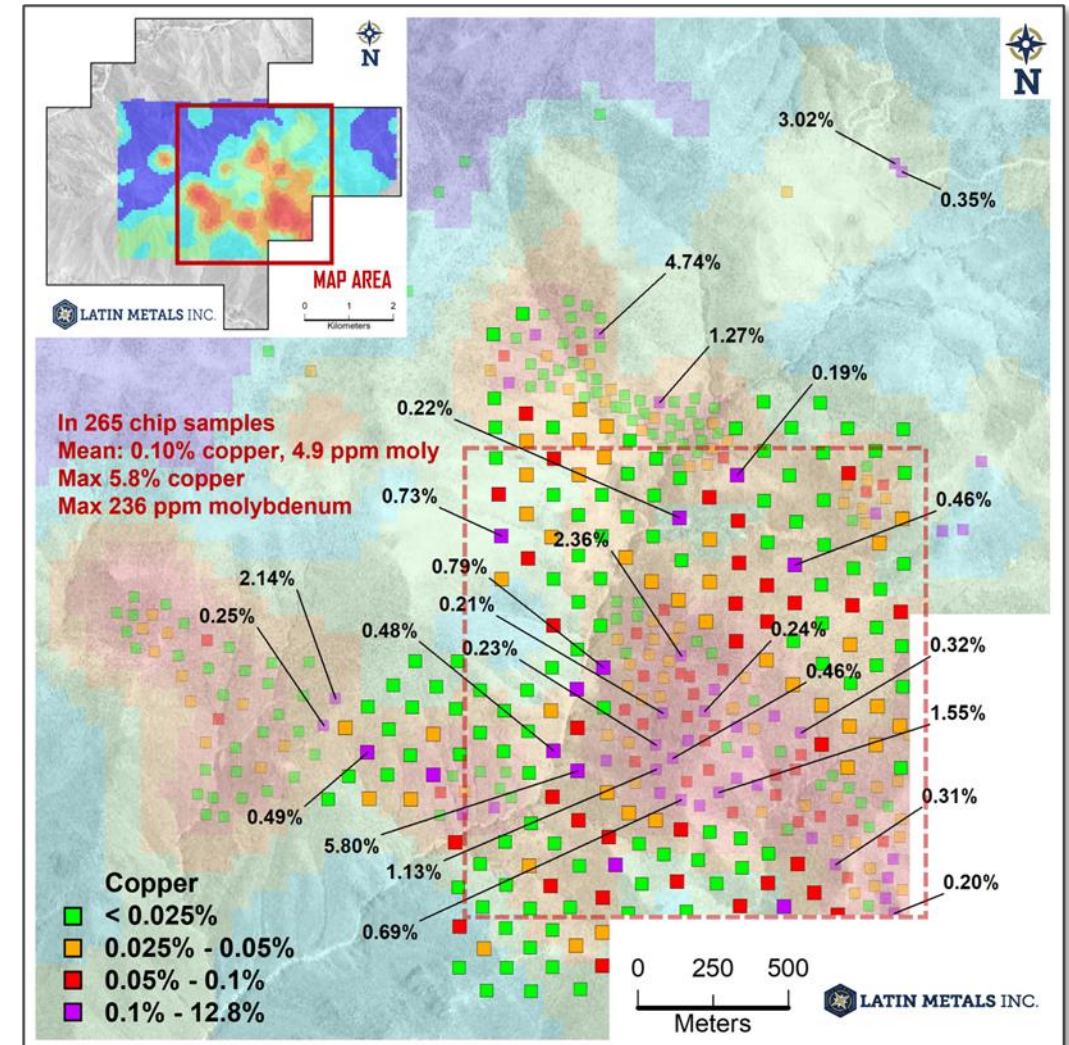 N
MAP AREA
LATIN METALS INC.
0 1 2
Kilometers
N
3.02%
0.35%
4.74%
1.27%
0.19%
0.22%
In 265 chip samples
Mean: 0.10% copper, 4.9 ppm moly
Max 5.8% copper
Max 236 ppm molybdenum
0.73%
0.46%
2.36%
0.79%
2.14%
0.21%
0.25%
0.48%
0.24%
0.23%
0.32%
0.46%
1.55%
0.31%
0.49%
5.80%
1.13%
0.20%
0.69%
Copper
< 0.025%
0.025% - 0.05%
0.05% - 0.1%
0.1% - 12.8%
0 250 500
Meters
LATIN METALS INC.